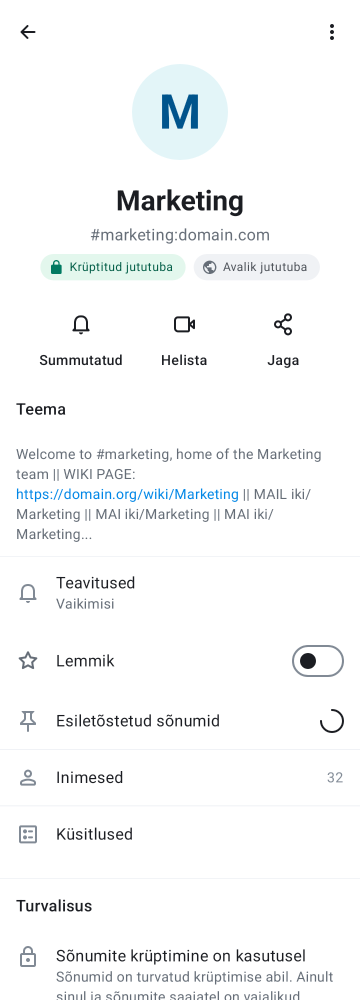 M
Marketing
#marketing:domain.com
Krüptitud jututuba
Avalik jututuba
Summutatud
Helista
Jaga
Teema
Welcome to #marketing, home of the Marketing
team || WIKI PAGE:
https://domain.org/wiki/Marketing || MAIL iki/
Marketing || MAI iki/Marketing || MAI iki/
Marketing...
Teavitused
Vaikimisi
Lemmik
Esiletõstetud sõnumid
Inimesed
32
Küsitlused
Turvalisus
Sõnumite krüptimine on kasutusel
Sõnumid on turvatud krüptimise abil. Ainult
sinul ja sõnumite saajatel on vajalikud